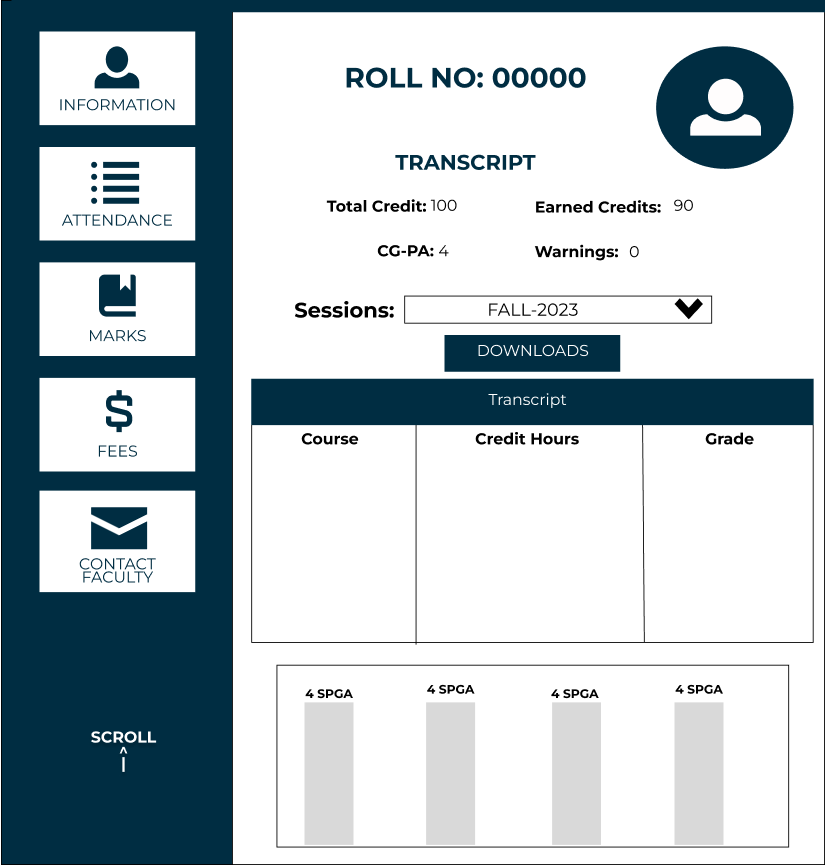 INFORMATION
ATTENDANCE
MARKS
FEES
CONTACT
FACULTY
SCROLL
ROLL NO: 00000
TRANSCRIPT
Total Credit: 100 Earned Credits: 90
CG-PA: 4 Warnings: 0
Sessions: FALL-2023
DOWNLOADS
Transcript
Course Credit Hours Grade
4 SPGA 4 SPGA 4 SPGA 4 SPGA